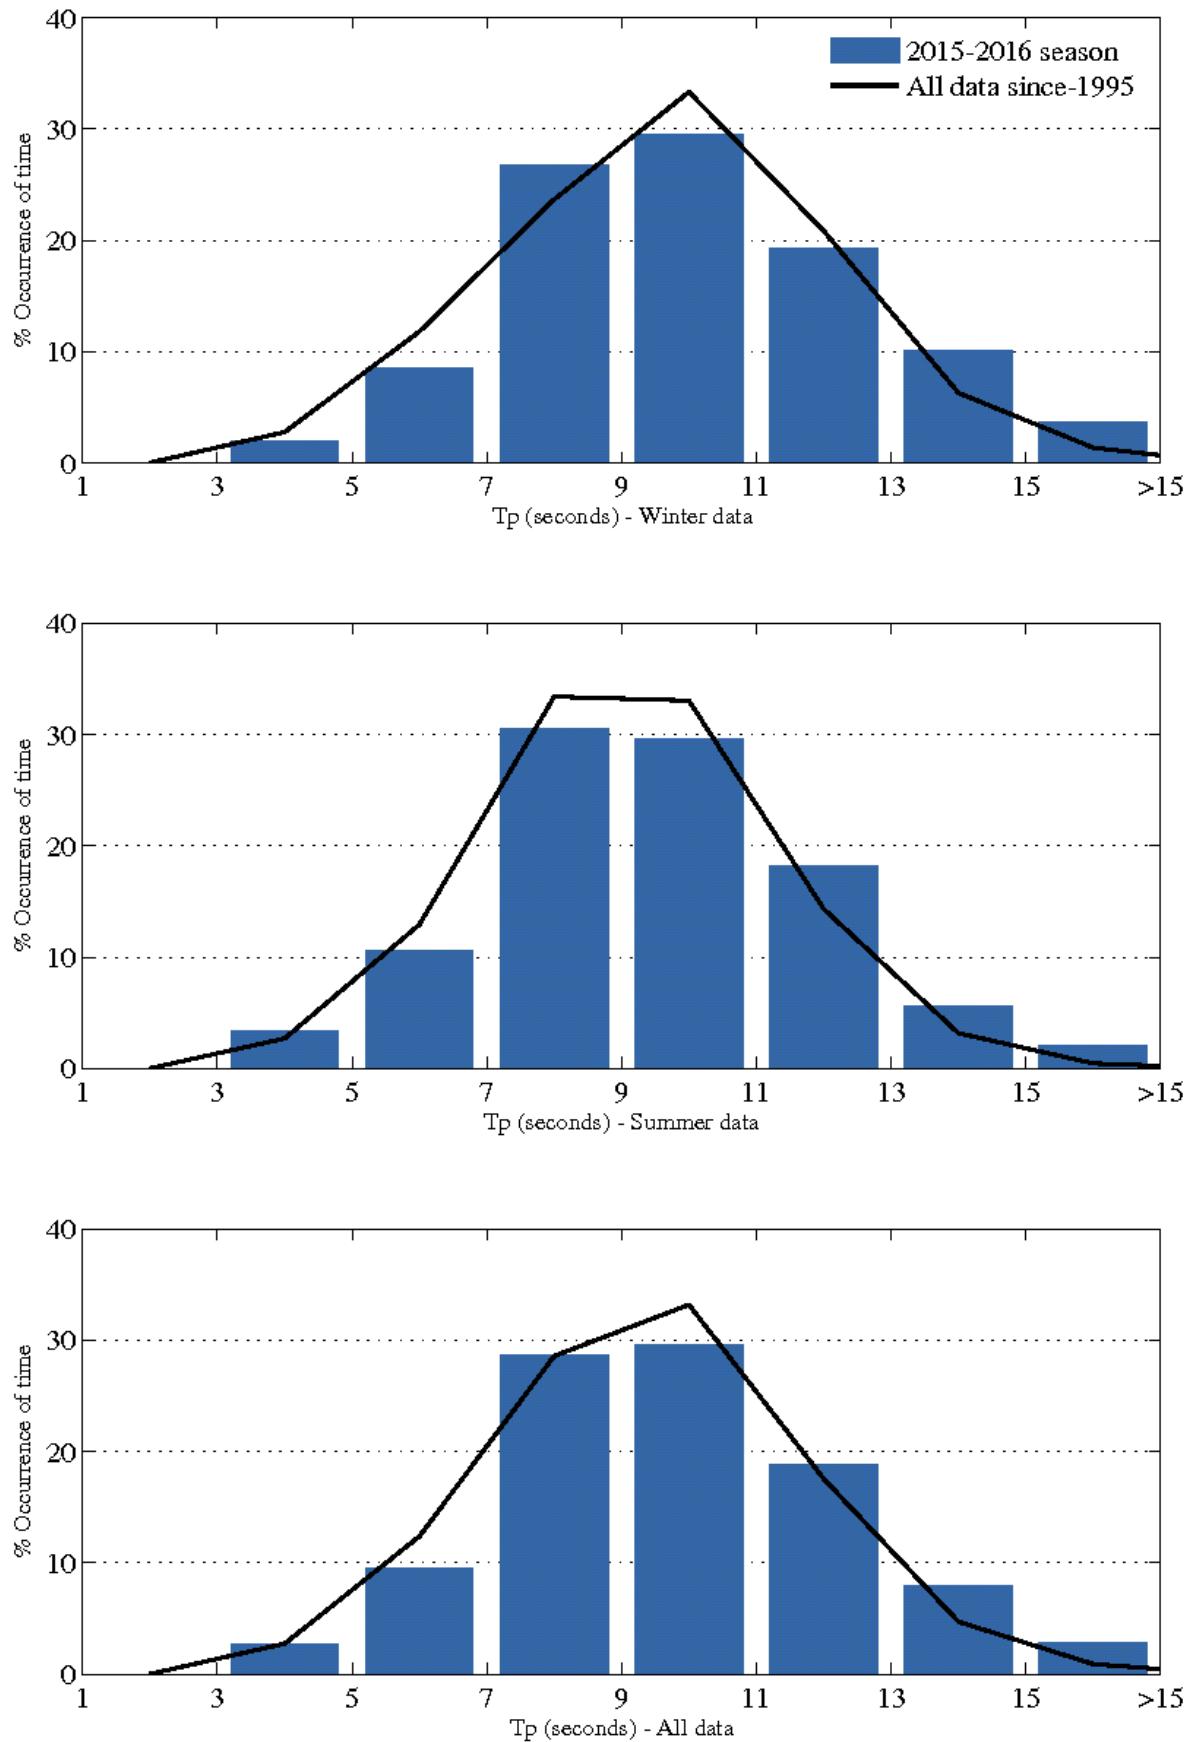 40
2015-2016 season
All data since-1995
30
20
10
0
% Occurrence of time
1 3 5 7 9 11 13 15 >15
Tp (seconds) - Winter data
40
30
20
10
0
% Occurrence of time
1 3 5 7 9 11 13 15 >15
Tp (seconds) - Summer data
40
30
20
10
0
% Occurrence of time
1 3 5 7 9 11 13 15 >15
Tp (seconds) - All data